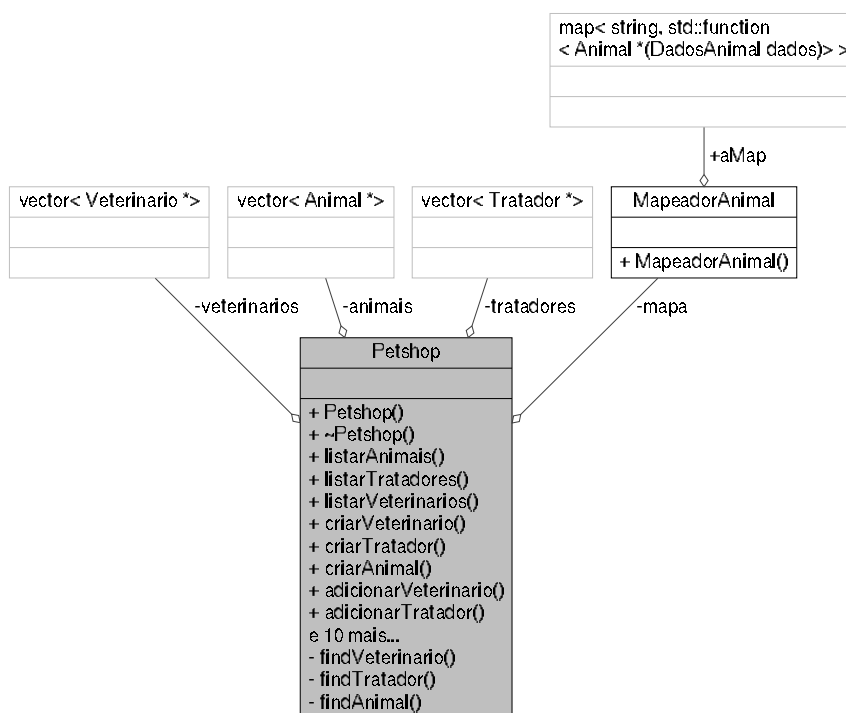 map< string, std::function
< Animal *(DadosAnimal dados)> >
+aMap
vector< Veterinario *>
vector< Animal *>
vector< Tratador *>
MapeadorAnimal
+ MapeadorAnimal()
-veterinarios
-animais
-tratadores
-mapa
Petshop
+ Petshop()
+ ~Petshop()
+ listarAnimais()
+ listarTratadores()
+ listarVeterinarios()
+ criarVeterinario()
+ criarTratador()
+ criarAnimal()
+ adicionarVeterinario()
+ adicionarTratador()
e 10 mais...
- findVeterinario()
- findTratador()
- findAnimal()